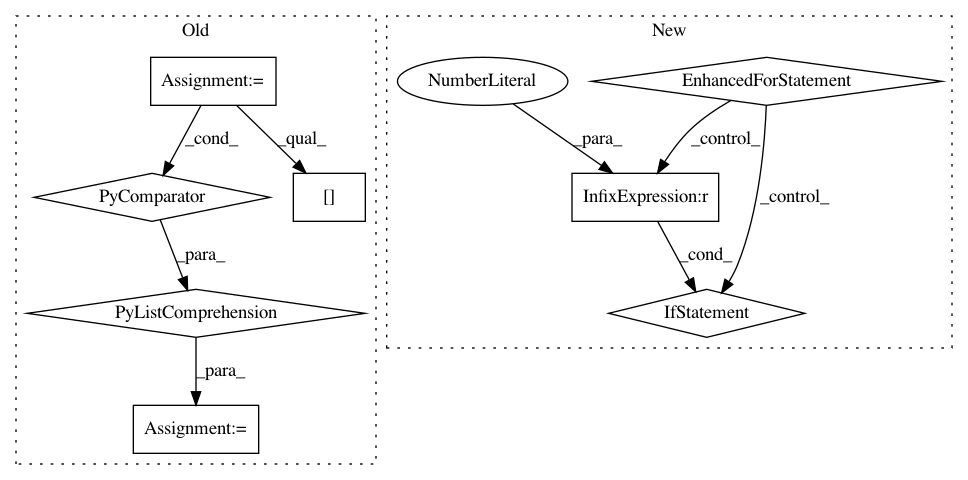 Old
New
Assignment:=
NumberLiteral
EnhancedForStatement
_cond_
_qual_
_para_
_control_
PyComparator
[]
InfixExpression:r
_control_
_para_
_cond_
PyListComprehension
IfStatement
_para_
Assignment:=